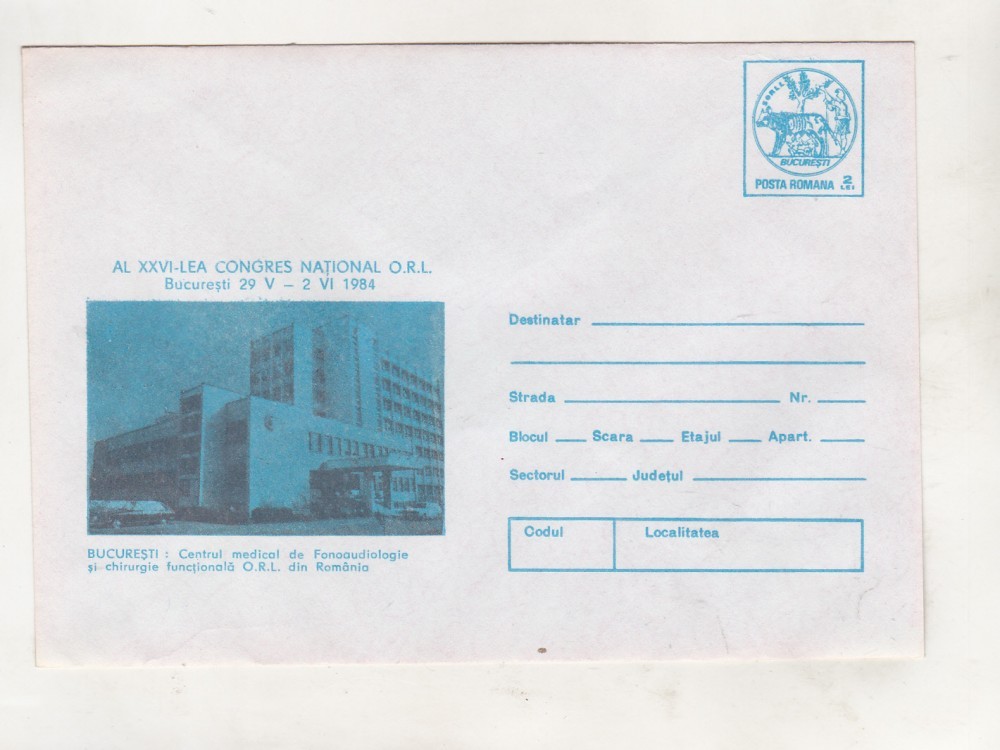 BUCUREȘTI
POSTA ROMANA 2 LEI
AL XXVI-LEA CONGRES NAȚIONAL O.R.L.
București 29 V – 2 VI 1984
Destinatar
Strada Nr.
Blocul Scara Etajul Apart.
Sectorul Județul
Codul Localitatea
BUCUREȘTI : Centrul medical de Fonoaudiologie
și chirurgie funcțională O.R.L. din România